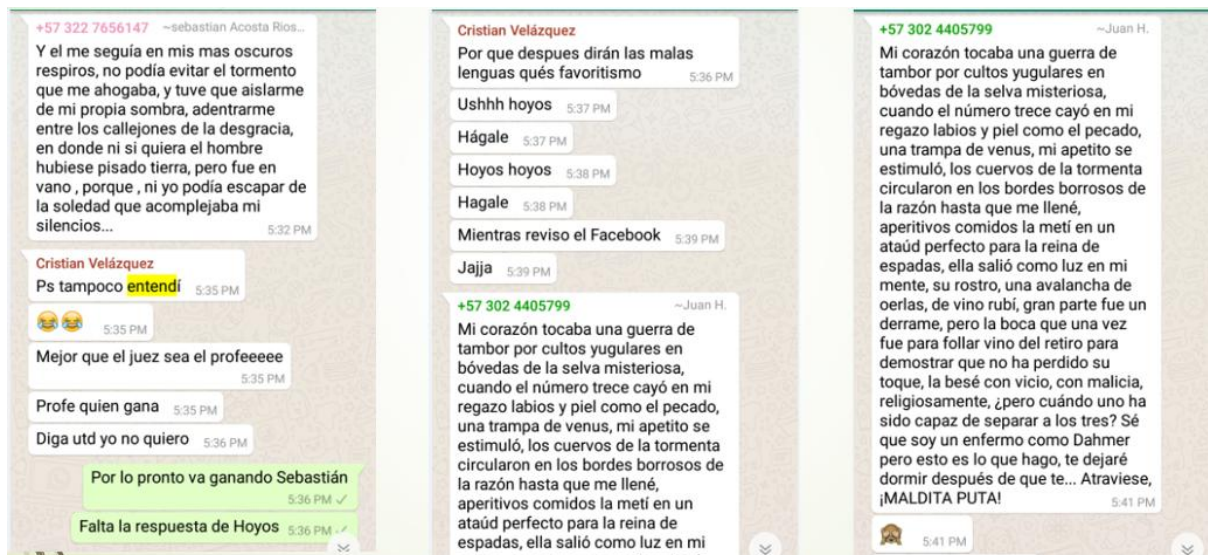 +57 322 7656147 ~sebastian Acosta Rios...
Y el me seguía en mis mas oscuros
respiros, no podía evitar el tormento
que me ahogaba, y tuve que aislarme
de mi propia sombra, adentrarme
entre los callejones de la desgracia,
en donde ni si quiera el hombre
hubiese pisado tierra, pero fue en
vano , porque , ni yo podía escapar de
la soledad que acomplejaba mi
silencios... 5:32 PM
Cristian Velázquez
Ps tampoco entendí 5:35 PM
😂😂 5:35 PM
Mejor que el juez sea el profeeeee
5:35 PM
Profe quien gana 5:35 PM
Diga utd yo no quiero 5:36 PM
Por lo pronto va ganando Sebastián
5:36 PM ✓
Falta la respuesta de Hoyos 5:36 PM ✓
Cristian Velázquez
Por que despues dirán las malas
lenguas qués favoritismo 5:36 PM
Ushhh hoyos 5:37 PM
Hágale 5:37 PM
Hoyos hoyos 5:38 PM
Hagale 5:38 PM
Mientras reviso el Facebook 5:39 PM
Jajja 5:39 PM
+57 302 4405799 ~Juan H.
Mi corazón tocaba una guerra de
tambor por cultos yugulares en
bóvedas de la selva misteriosa,
cuando el número trece cayó en mi
regazo labios y piel como el pecado,
una trampa de venus, mi apetito se
estimuló, los cuervos de la tormenta
circularon en los bordes borrosos de
la razón hasta que me llené,
aperitivos comidos la metí en un
ataúd perfecto para la reina de
espadas, ella salió como luz en mi
+57 302 4405799 ~Juan H.
Mi corazón tocaba una guerra de
tambor por cultos yugulares en
bóvedas de la selva misteriosa,
cuando el número trece cayó en mi
regazo labios y piel como el pecado,
una trampa de venus, mi apetito se
estimuló, los cuervos de la tormenta
circularon en los bordes borrosos de
la razón hasta que me llené,
aperitivos comidos la metí en un
ataúd perfecto para la reina de
espadas, ella salió como luz en mi
mente, su rostro, una avalancha de
oerlas, de vino rubí, gran parte fue un
derrame, pero la boca que una vez
fue para follar vino del retiro para
demostrar que no ha perdido su
toque, la besé con vicio, con malicia,
religiosamente, ¿pero cuándo uno ha
sido capaz de separar a los tres? Sé
que soy un enfermo como Dahmer
pero esto es lo que hago, te dejaré
dormir después de que te... Atraviese,
¡MALDITA PUTA! 5:41 PM
🙈 5:41 PM